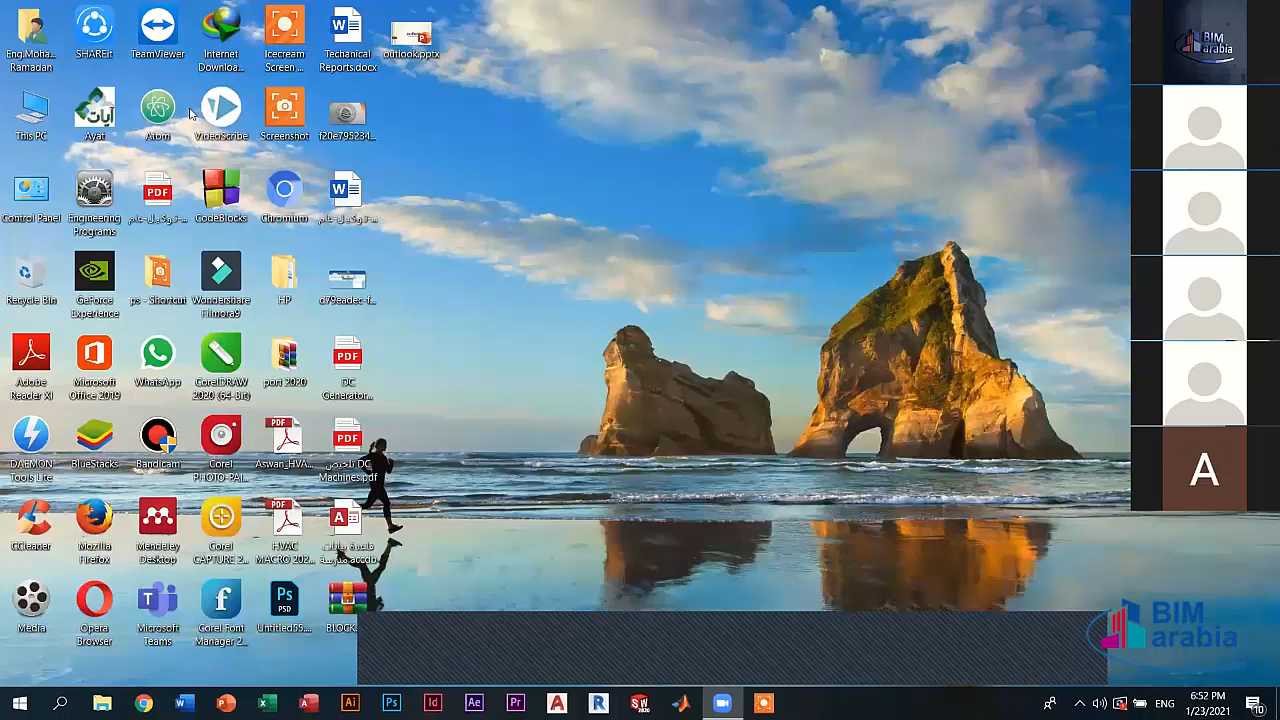 Eng.Moha... Ramadan
SHAREit
TeamViewer
Internet Downloa...
Icecream Screen ...
Techanical Reports.docx
outlook.pptx
This PC
Ayat
Atom
VideoScribe
Screenshot
f20e795234...
Control Panel
Engineering Programs
CodeBlocks
Chromium
Recycle Bin
GeForce Experience
ps - Shortcut
Wondershare Filmora9
HP
d79eadec-f...
Adobe Reader XI
Microsoft Office 2019
WhatsApp
CorelDRAW 2020 (64-Bit)
port 2020
DC Generator...
DAEMON Tools Lite
BlueStacks
Bandicam
Corel PHOTO-PAI...
Aswan_HVA...
تلخيص DC Machines.pdf
CCleaner
Mozilla Firefox
Mendeley Desktop
Corel CAPTURE 2...
HVAC MACRO 202...
Media
Opera Browser
Microsoft Teams
Corel Font Manager 2...
Untitled55....
BLOCK
BIM arabia
A
BIM arabia
6:52 PM
1/23/2021